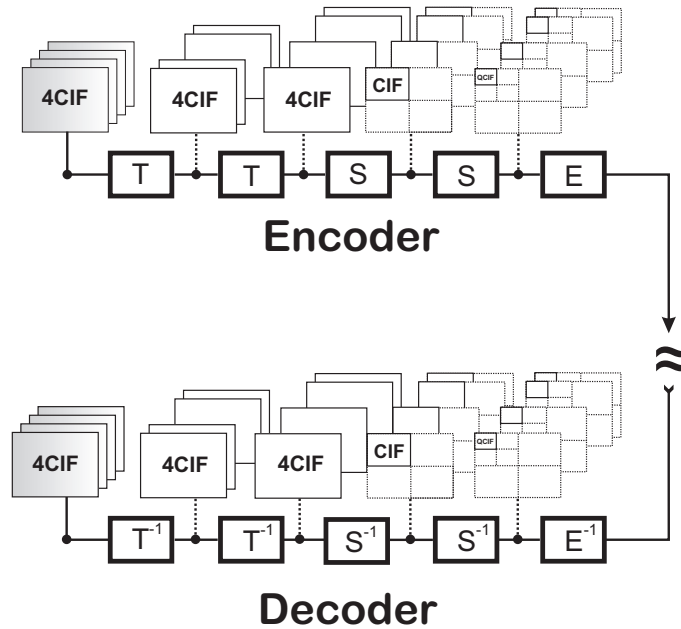 4CIF
4CIF
4CIF
CIF
QCIF
T T S S E
Encoder
4CIF
4CIF
4CIF
CIF
QCIF
T⁻¹ T⁻¹ S⁻¹ S⁻¹ E⁻¹
Decoder